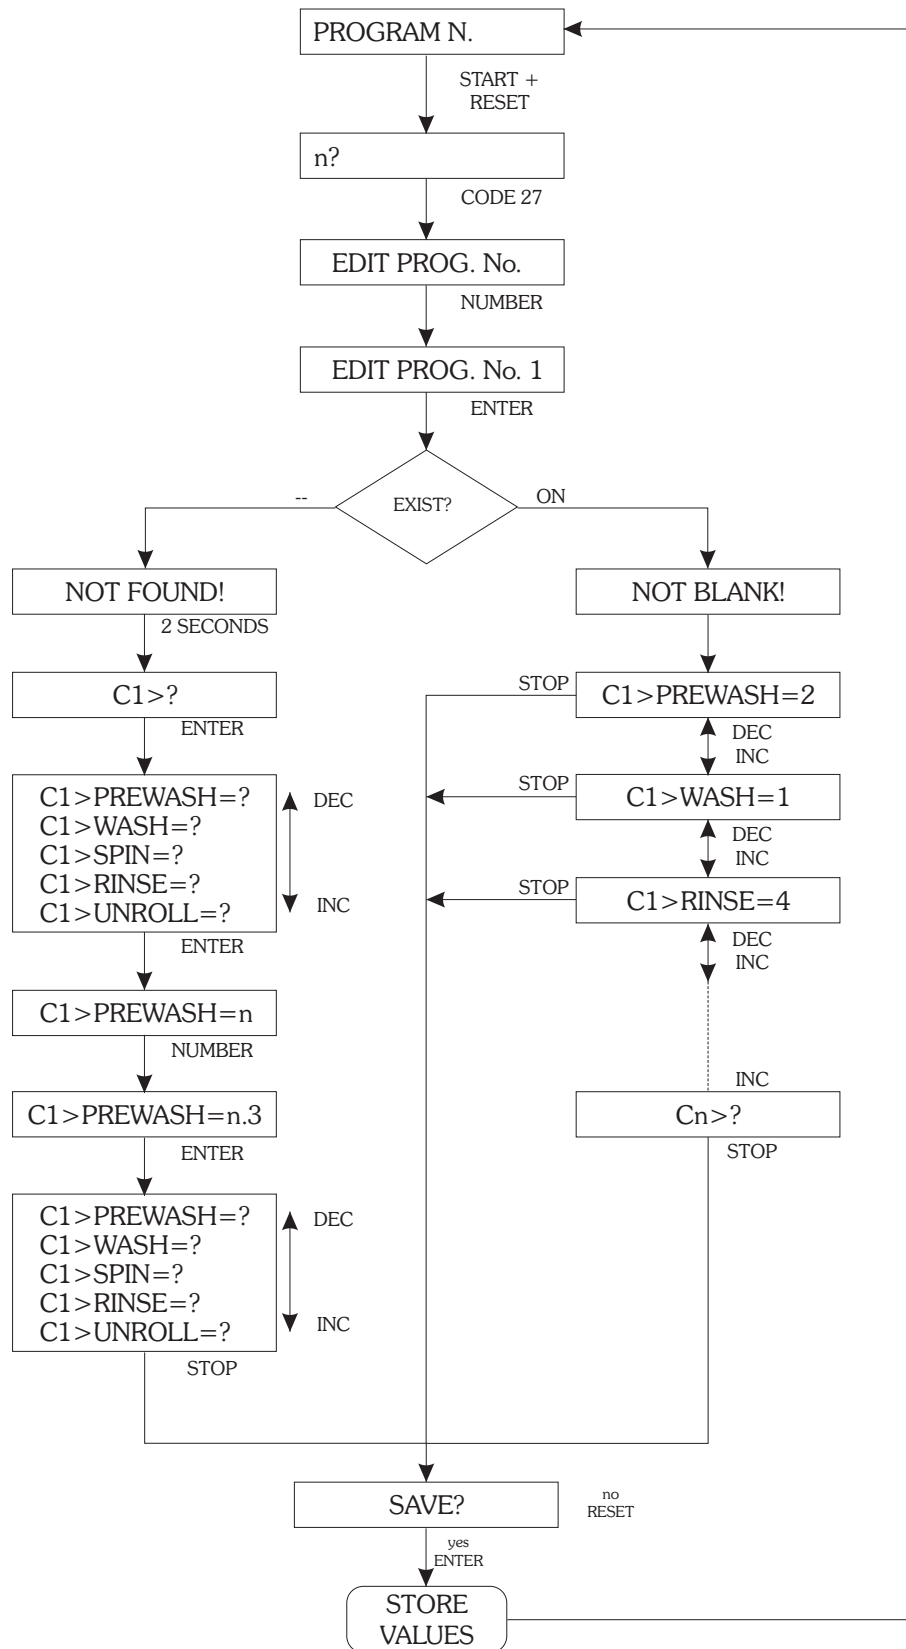 PROGRAM N.
START +
RESET
n?
CODE 27
EDIT PROG. No.
NUMBER
EDIT PROG. No. 1
ENTER
--
EXIST?
ON
NOT FOUND!
2 SECONDS
C1>?
ENTER
C1>PREWASH=?
C1>WASH=?
C1>SPIN=?
C1>RINSE=?
C1>UNROLL=?
DEC
INC
ENTER
C1>PREWASH=n
NUMBER
C1>PREWASH=n.3
ENTER
C1>PREWASH=?
C1>WASH=?
C1>SPIN=?
C1>RINSE=?
C1>UNROLL=?
DEC
INC
STOP
NOT BLANK!
STOP
C1>PREWASH=2
DEC
INC
STOP
C1>WASH=1
DEC
INC
STOP
C1>RINSE=4
DEC
INC
INC
Cn>?
STOP
SAVE?
no
RESET
yes
ENTER
STORE
VALUES